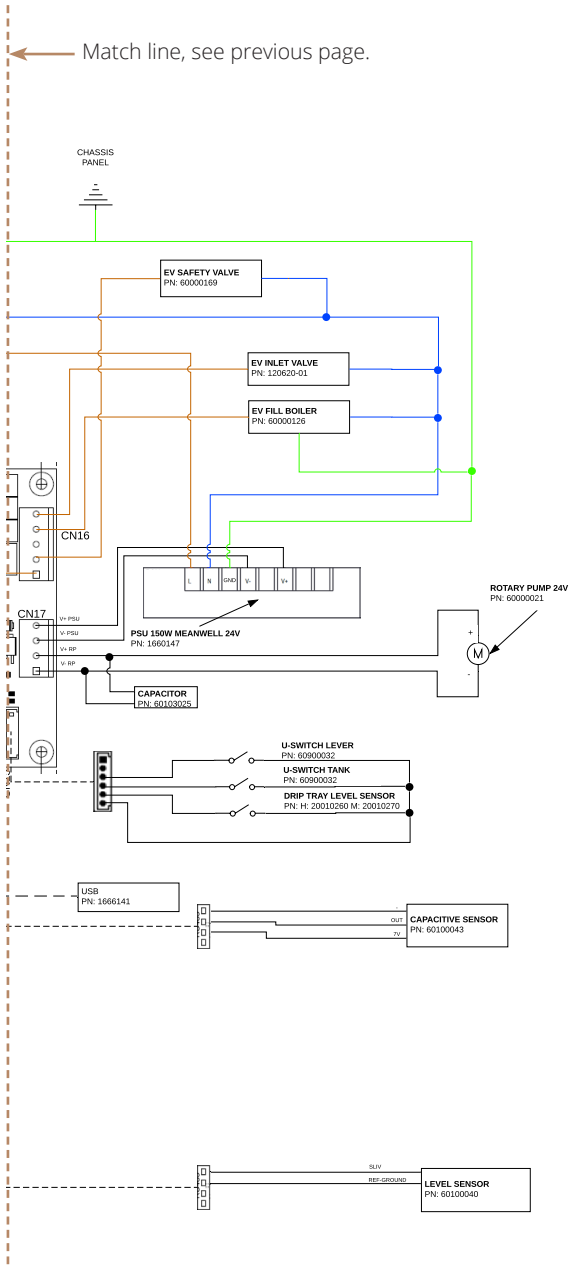 Match line, see previous page.
CHASSIS
PANEL
EV SAFETY VALVE
PN: 60000169
EV INLET VALVE
PN: 120620-01
EV FILL BOILER
PN: 60000126
CN16
L
N
GND
V-
V+
PSU 150W MEANWELL 24V
PN: 1660147
ROTARY PUMP 24V
PN: 60000021
+
M
-
CN17
V+ PSU
V- PSU
V+ RP
V- RP
CAPACITOR
PN: 60103025
U-SWITCH LEVER
PN: 60900032
U-SWITCH TANK
PN: 60900032
DRIP TRAY LEVEL SENSOR
PN: H: 20010260 M: 20010270
USB
PN: 1666141
-
OUT
7V
CAPACITIVE SENSOR
PN: 60100043
SLIV
REF-GROUND
LEVEL SENSOR
PN: 60100040